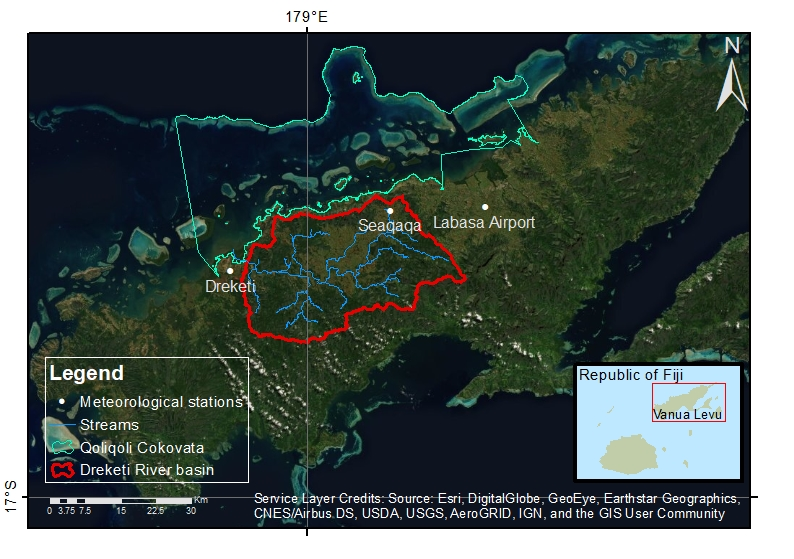 179°E
N
Seaqaqa
Labasa Airport
Dreketi
Legend
Meteorological stations
Streams
Qoliqoli Cokovata
Dreketi River basin
Republic of Fiji
Vanua Levu
17°S
Km
0 3.75 7.5 15 22.5 30
Service Layer Credits: Source: Esri, DigitalGlobe, GeoEye, Earthstar Geographics,
CNES/Airbus DS, USDA, USGS, AeroGRID, IGN, and the GIS User Community